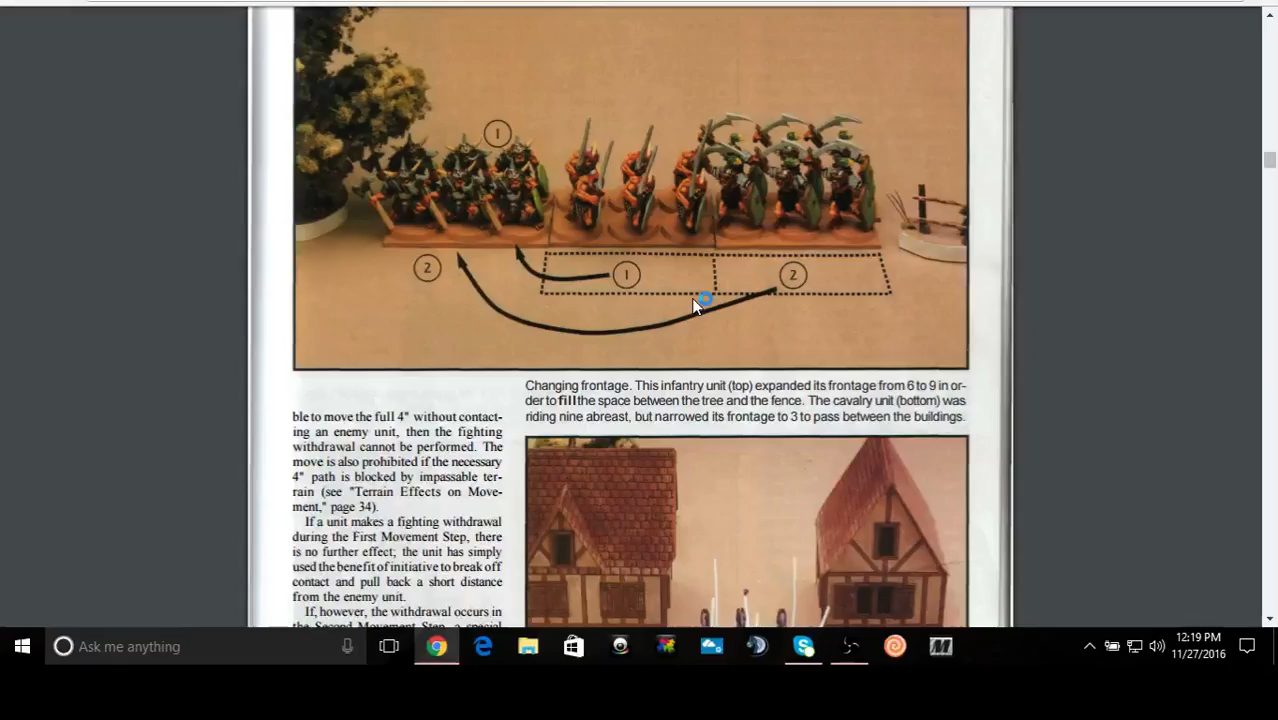 1
2
1
2
Changing frontage. This infantry unit (top) expanded its frontage from 6 to 9 in or-
der to fill the space between the tree and the fence. The cavalry unit (bottom) was
riding nine abreast, but narrowed its frontage to 3 to pass between the buildings.
ble to move the full 4" without contact-
ing an enemy unit, then the fighting
withdrawal cannot be performed. The
move is also prohibited if the necessary
4" path is blocked by impassable ter-
rain (see "Terrain Effects on Move-
ment," page 34).
If a unit makes a fighting withdrawal
during the First Movement Step, there
is no further effect; the unit has simply
used the benefit of initiative to break off
contact and pull back a short distance
from the enemy unit.
If, however, the withdrawal occurs in
the Second Movement Step, a special
Ask me anything
12:19 PM
11/27/2016